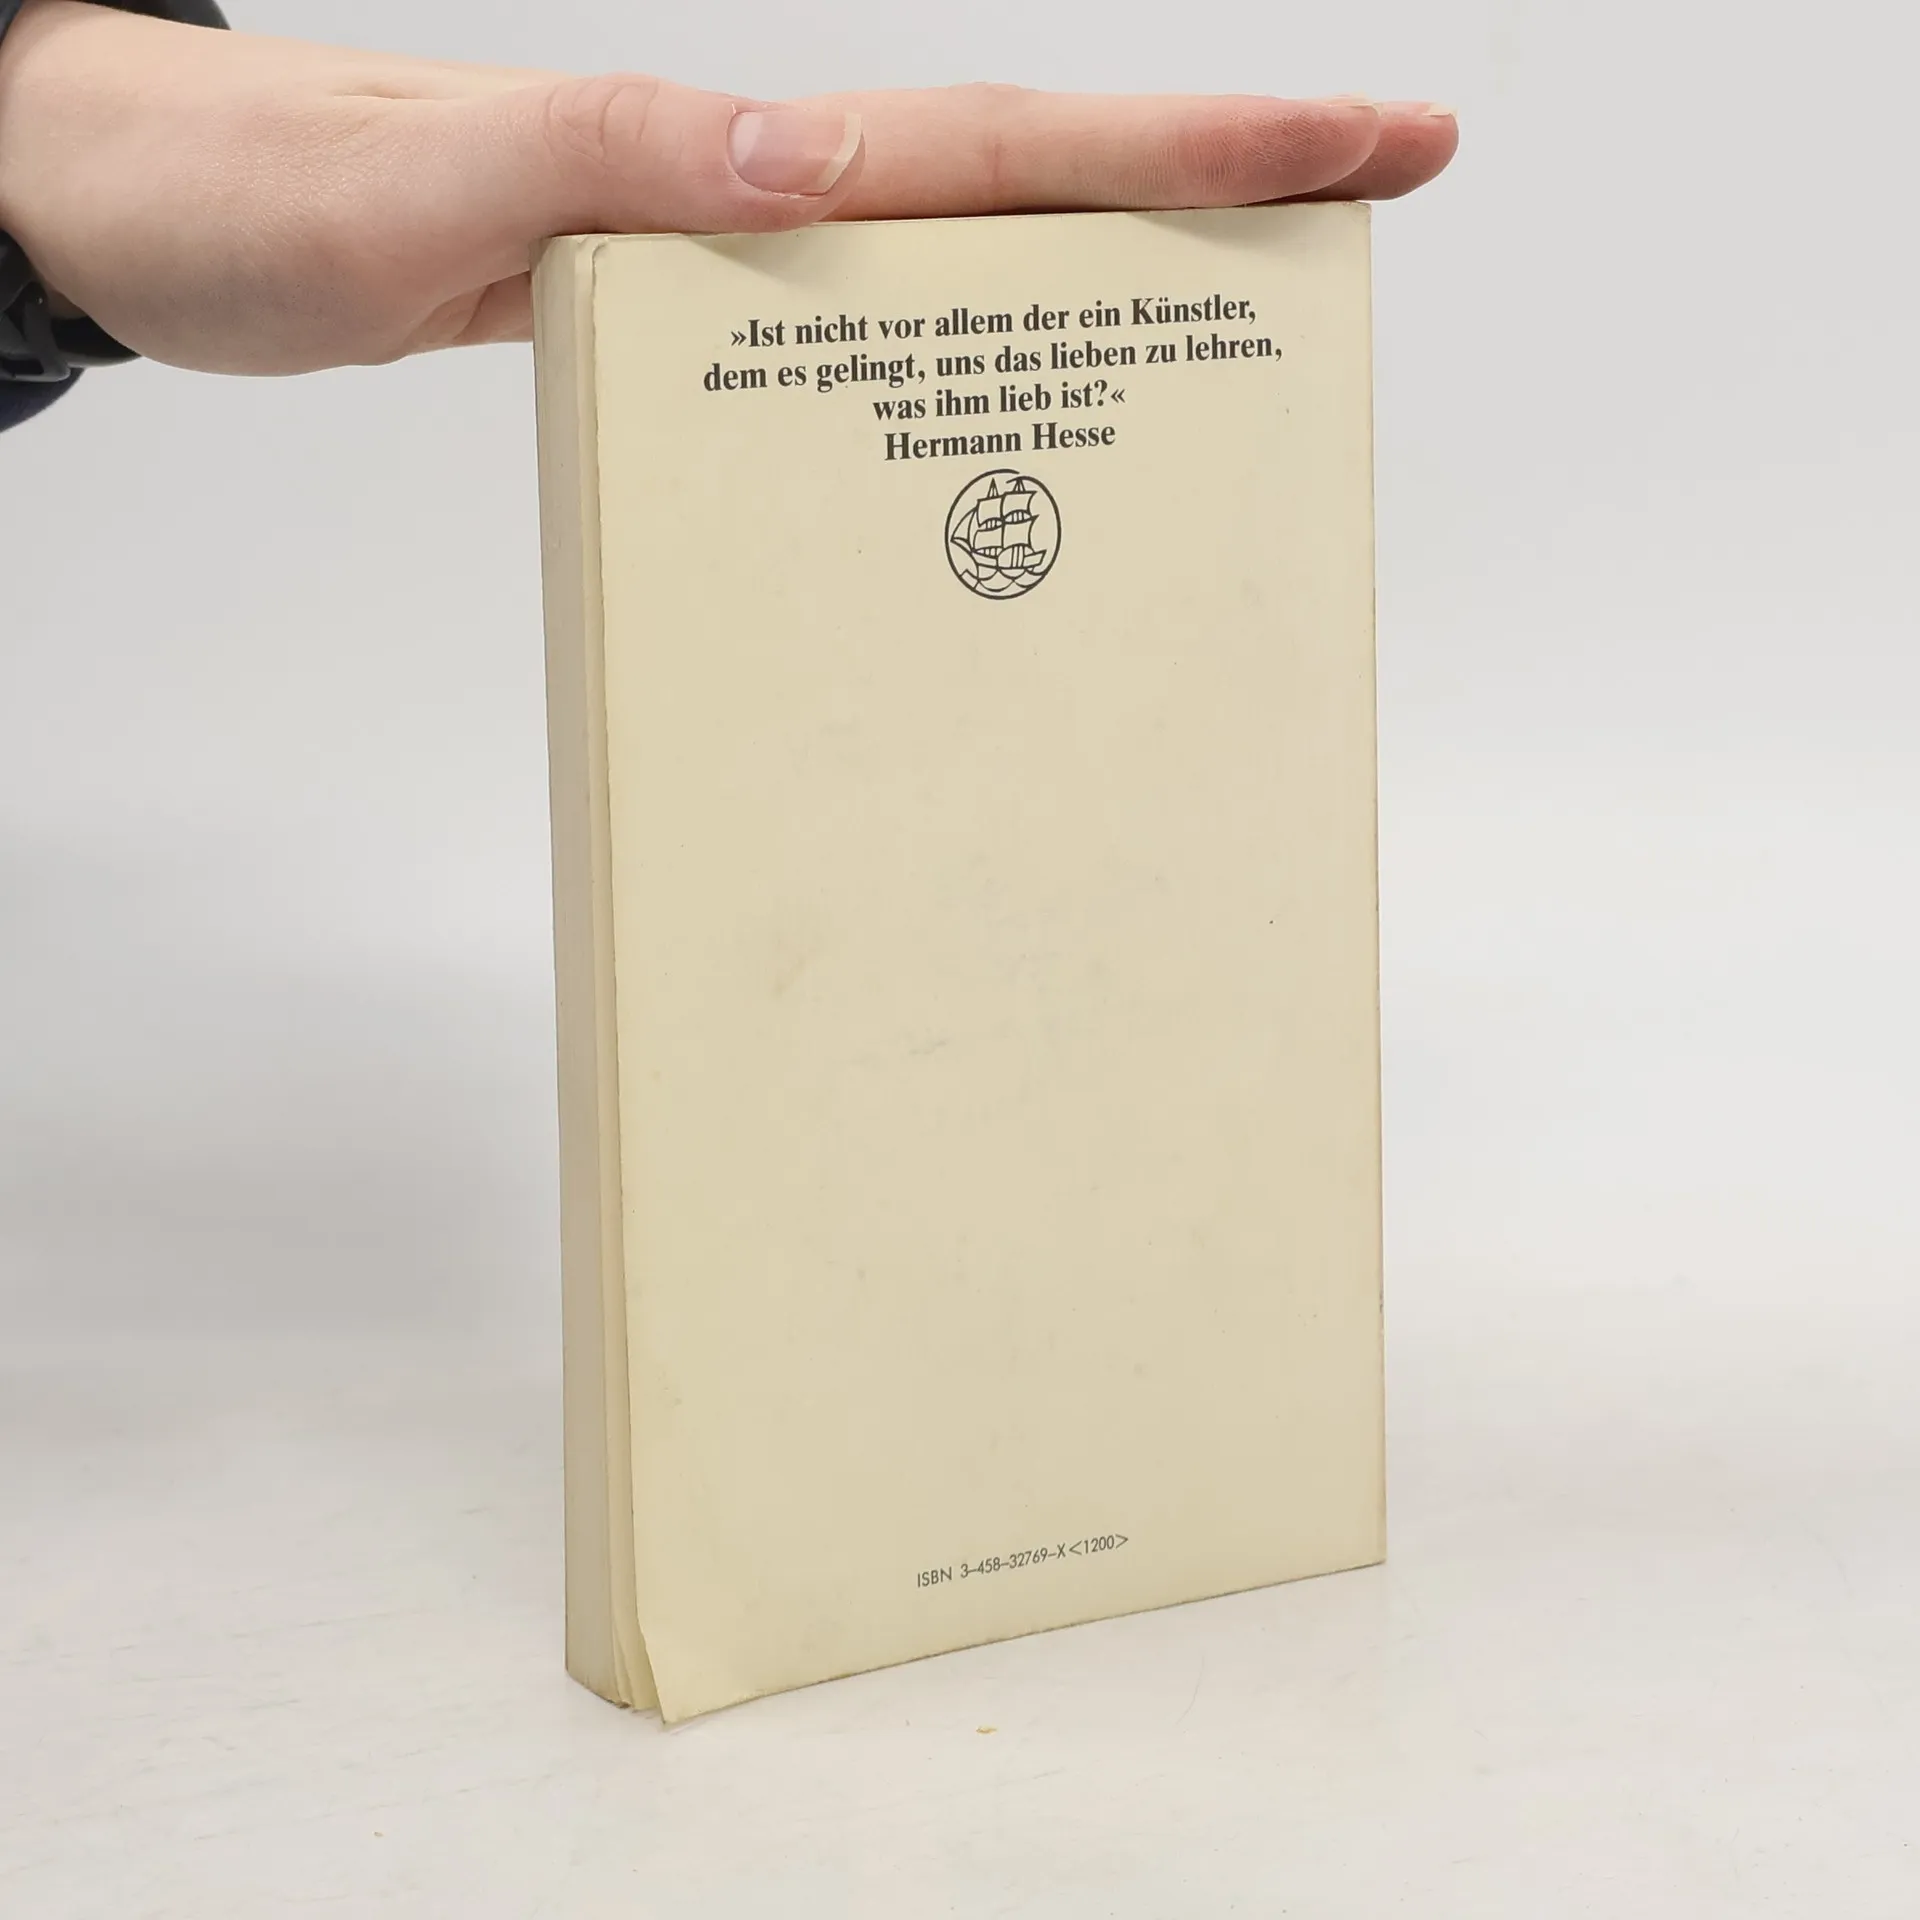 »Ist nicht vor allem der ein Künstler,
dem es gelingt, uns das lieben zu lehren,
was ihm lieb ist?«
Hermann Hesse
ISBN 3-458-32769-X<1200>